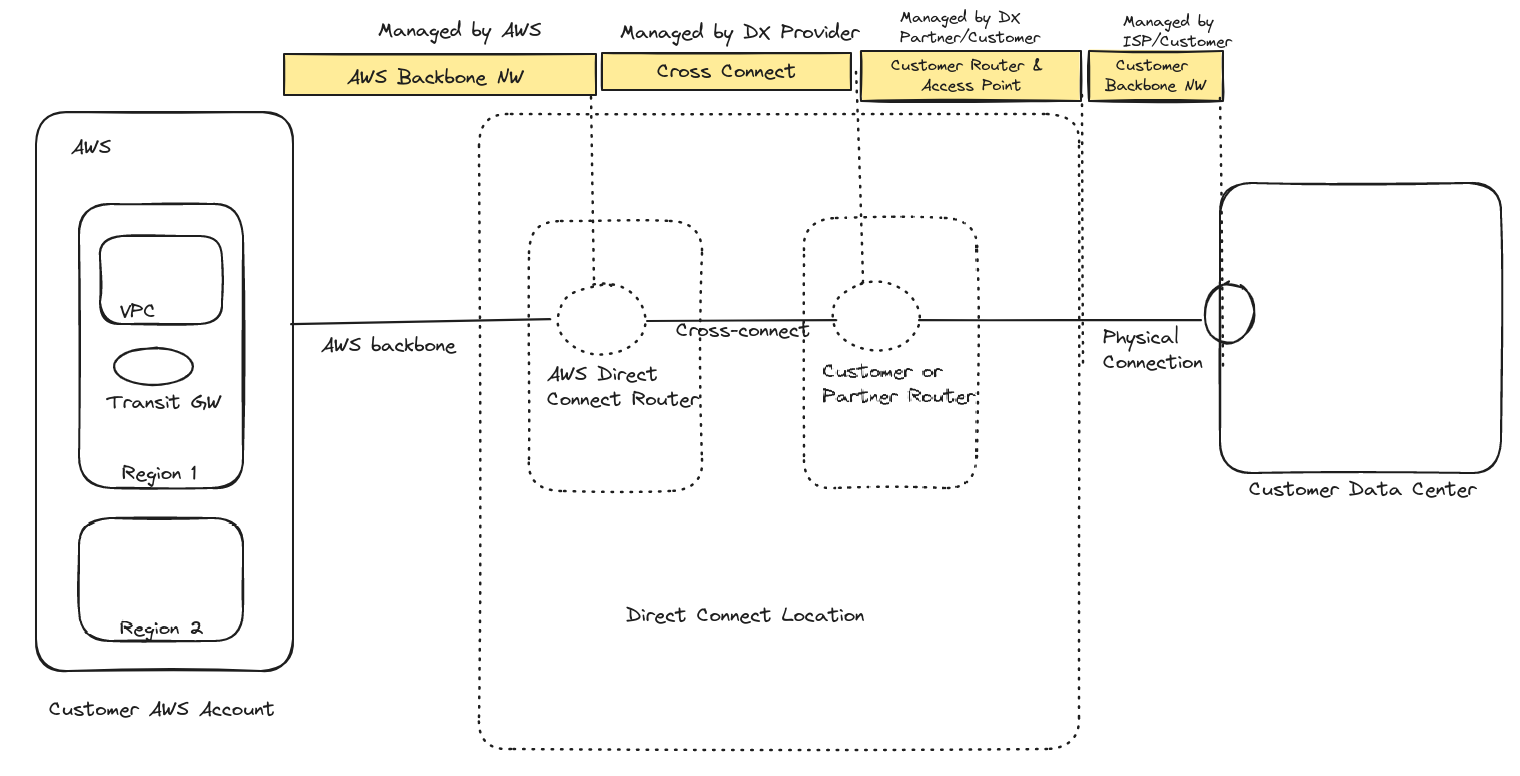 Managed by AWS
Managed by DX Provider
Managed by DX
Partner/Customer
Managed by
ISP/Customer
AWS Backbone NW
Cross Connect
Customer Router &
Access Point
Customer
Backbone NW
AWS
VPC
Transit GW
Region 1
Region 2
Customer AWS Account
AWS backbone
AWS Direct
Connect Router
Cross-connect
Customer or
Partner Router
Physical
Connection
Direct Connect Location
Customer Data Center